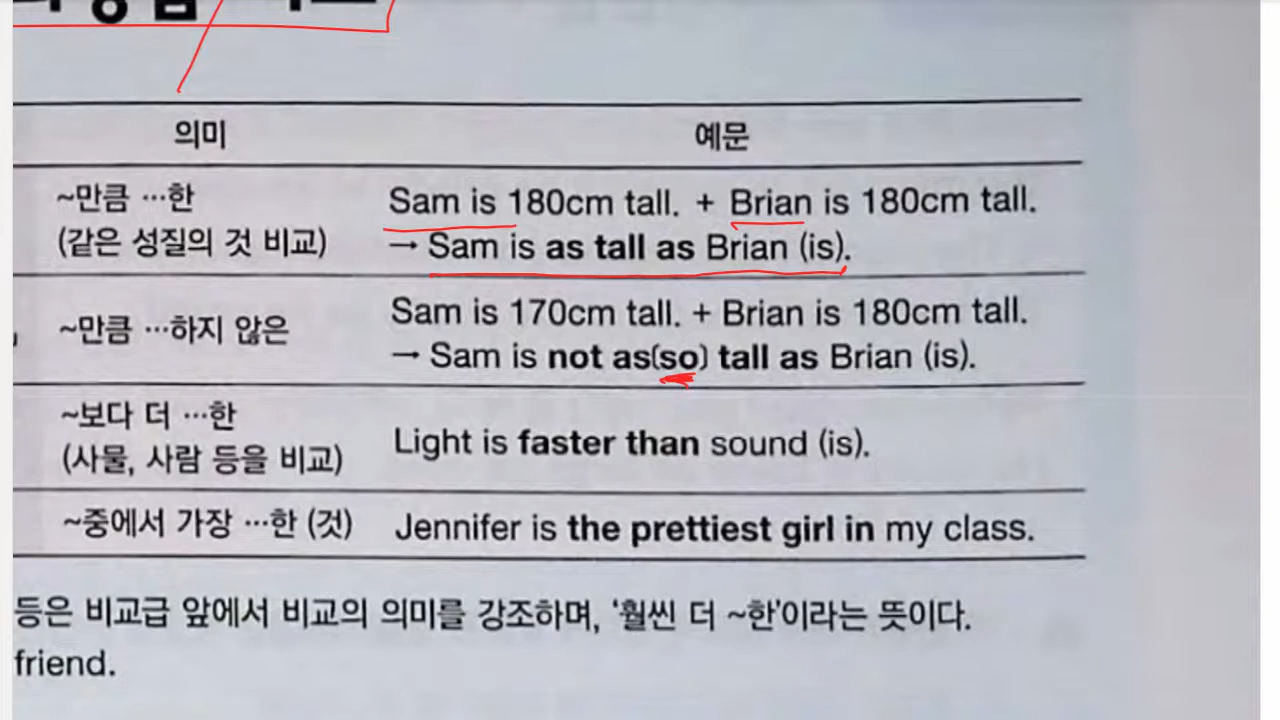 의미 예문
~만큼 …한 Sam is 180cm tall. + Brian is 180cm tall.
(같은 성질의 것 비교) → Sam is as tall as Brian (is).
~만큼 …하지 않은 Sam is 170cm tall. + Brian is 180cm tall.
→ Sam is not as(so) tall as Brian (is).
~보다 더 …한
(사물, 사람 등을 비교) Light is faster than sound (is).
~중에서 가장 …한 (것) Jennifer is the prettiest girl in my class.
등은 비교급 앞에서 비교의 의미를 강조하며, ‘훨씬 더 ~한’이라는 뜻이다.
friend.